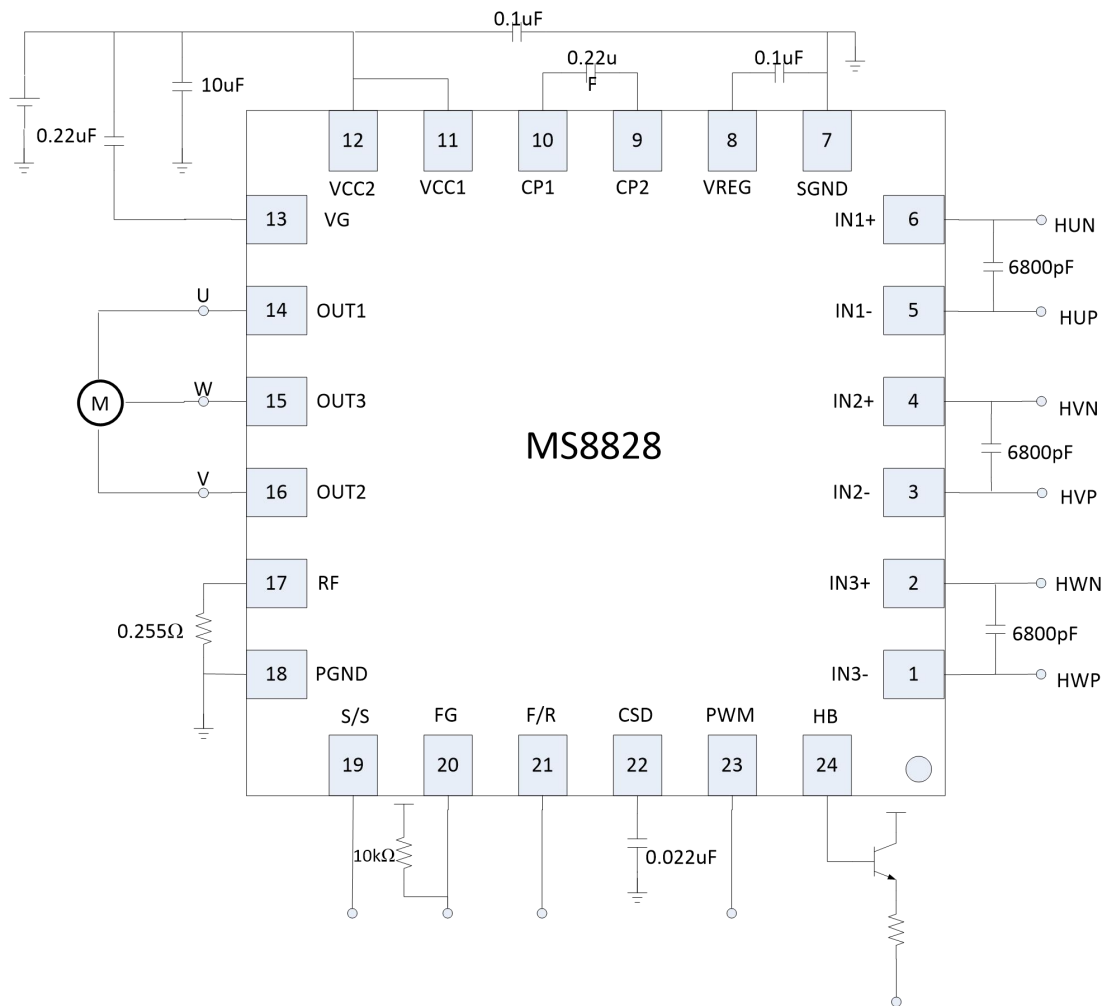 0.1uF
0.22u
F
0.1uF
10uF
0.22uF
12
11
10
9
8
7
VCC2
VCC1
CP1
CP2
VREG
SGND
13
VG
IN1+
6
HUN
6800pF
U
14
OUT1
IN1-
5
HUP
M
W
15
OUT3
IN2+
4
HVN
MS8828
6800pF
V
16
OUT2
IN2-
3
HVP
17
RF
IN3+
2
HWN
0.255Ω
6800pF
18
PGND
IN3-
1
HWP
S/S
FG
F/R
CSD
PWM
HB
19
20
21
22
23
24
10kΩ
0.022uF